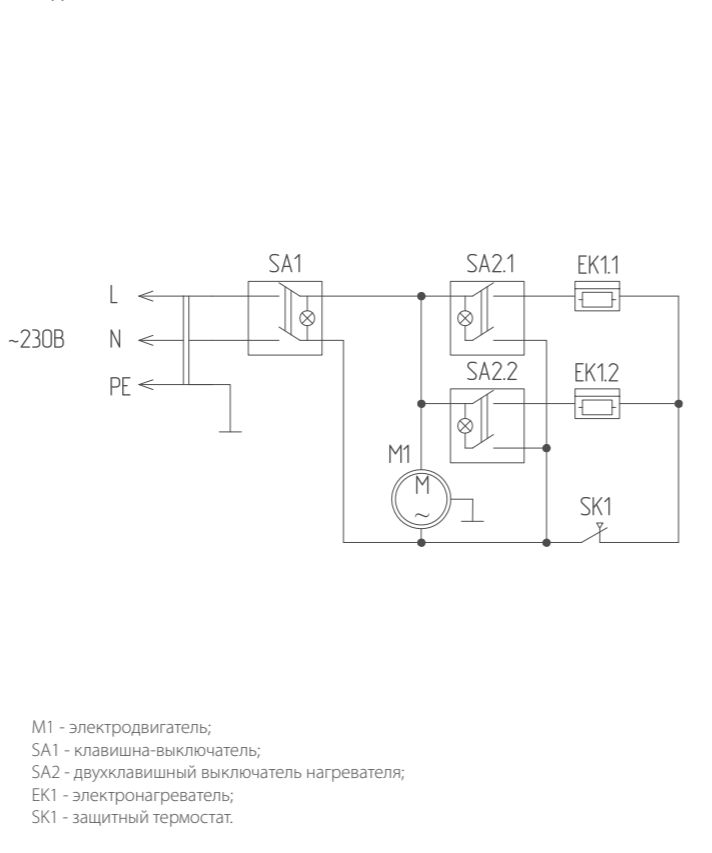 SA1 SA2.1 EK1.1
L
~230В N
SA2.2 EK1.2
PE
M1
M
~
SK1
М1 - электродвигатель;
SA1 - клавишна-выключатель;
SA2 - двухклавишный выключатель нагревателя;
EK1 - электронагреватель;
SK1 - защитный термостат.